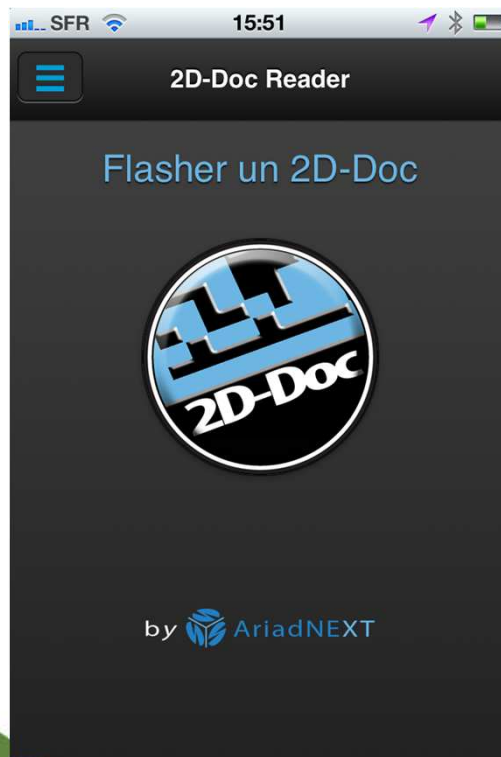 SFR 15:51
2D-Doc Reader
Flasher un 2D-Doc
2D-Doc
by AriadNEXT